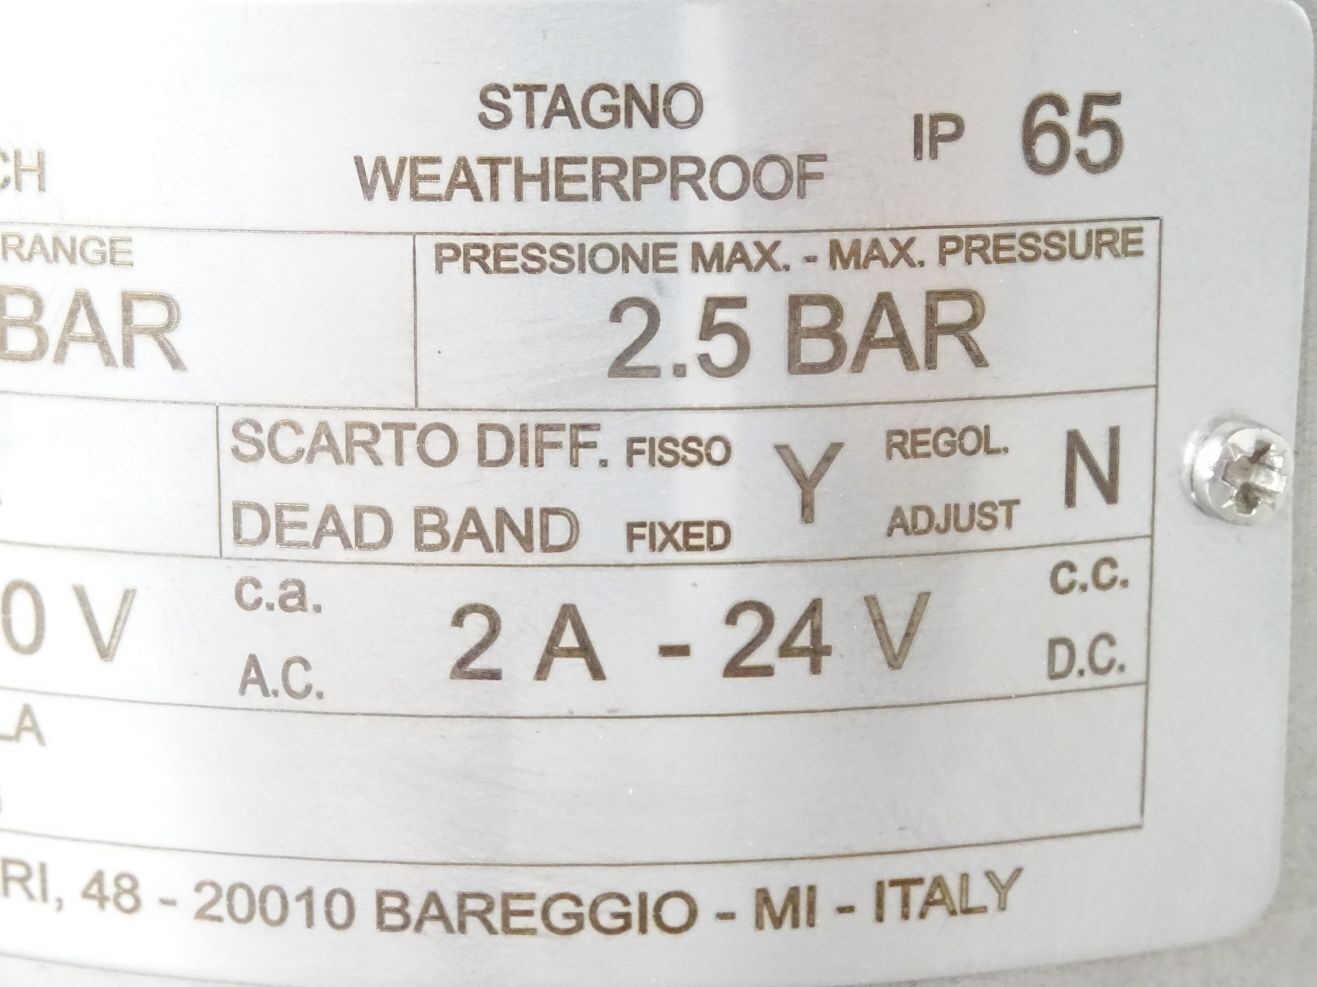 STAGNO
WEATHERPROOF IP 65
CH
RANGE PRESSIONE MAX. - MAX. PRESSURE
BAR 2.5 BAR
SCARTO DIFF. FISSO Y REGOL. N
DEAD BAND FIXED ADJUST
0 V c.a. 2 A - 24 V c.c.
A.C. D.C.
LA
RI, 48 - 20010 BAREGGIO - MI - ITALY